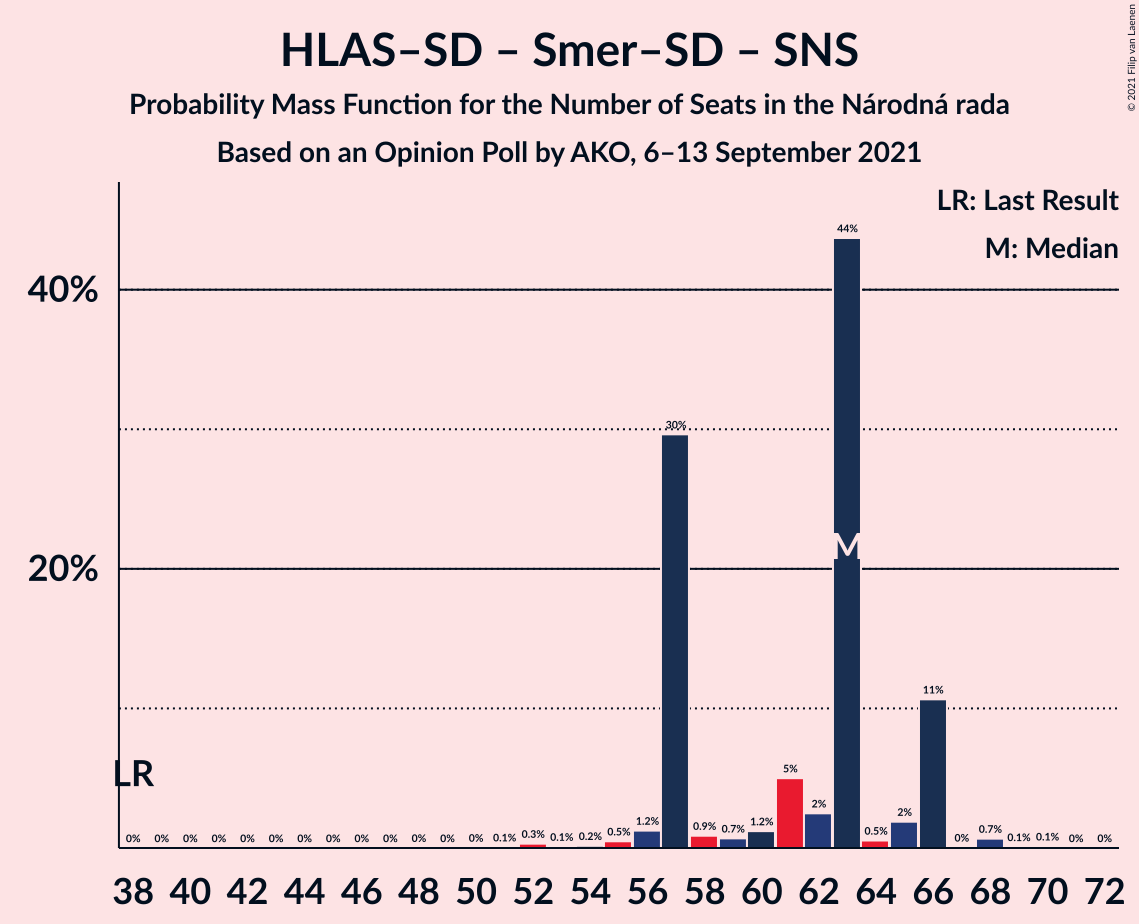 HLAS–SD – Smer–SD – SNS
Probability Mass Function for the Number of Seats in the Národná rada
Based on an Opinion Poll by AKO, 6–13 September 2021
© 2021 Filip van Laenen
LR: Last Result
M: Median
40%
20%
44%
30%
M
11%
LR
5%
2%
2%
0% 0% 0% 0% 0% 0% 0% 0% 0% 0% 0% 0% 0% 0.1% 0.3% 0.1% 0.2% 0.5% 1.2% 0.9% 0.7% 1.2% 0.5% 0% 0.7% 0.1% 0.1% 0% 0%
38 40 42 44 46 48 50 52 54 56 58 60 62 64 66 68 70 72